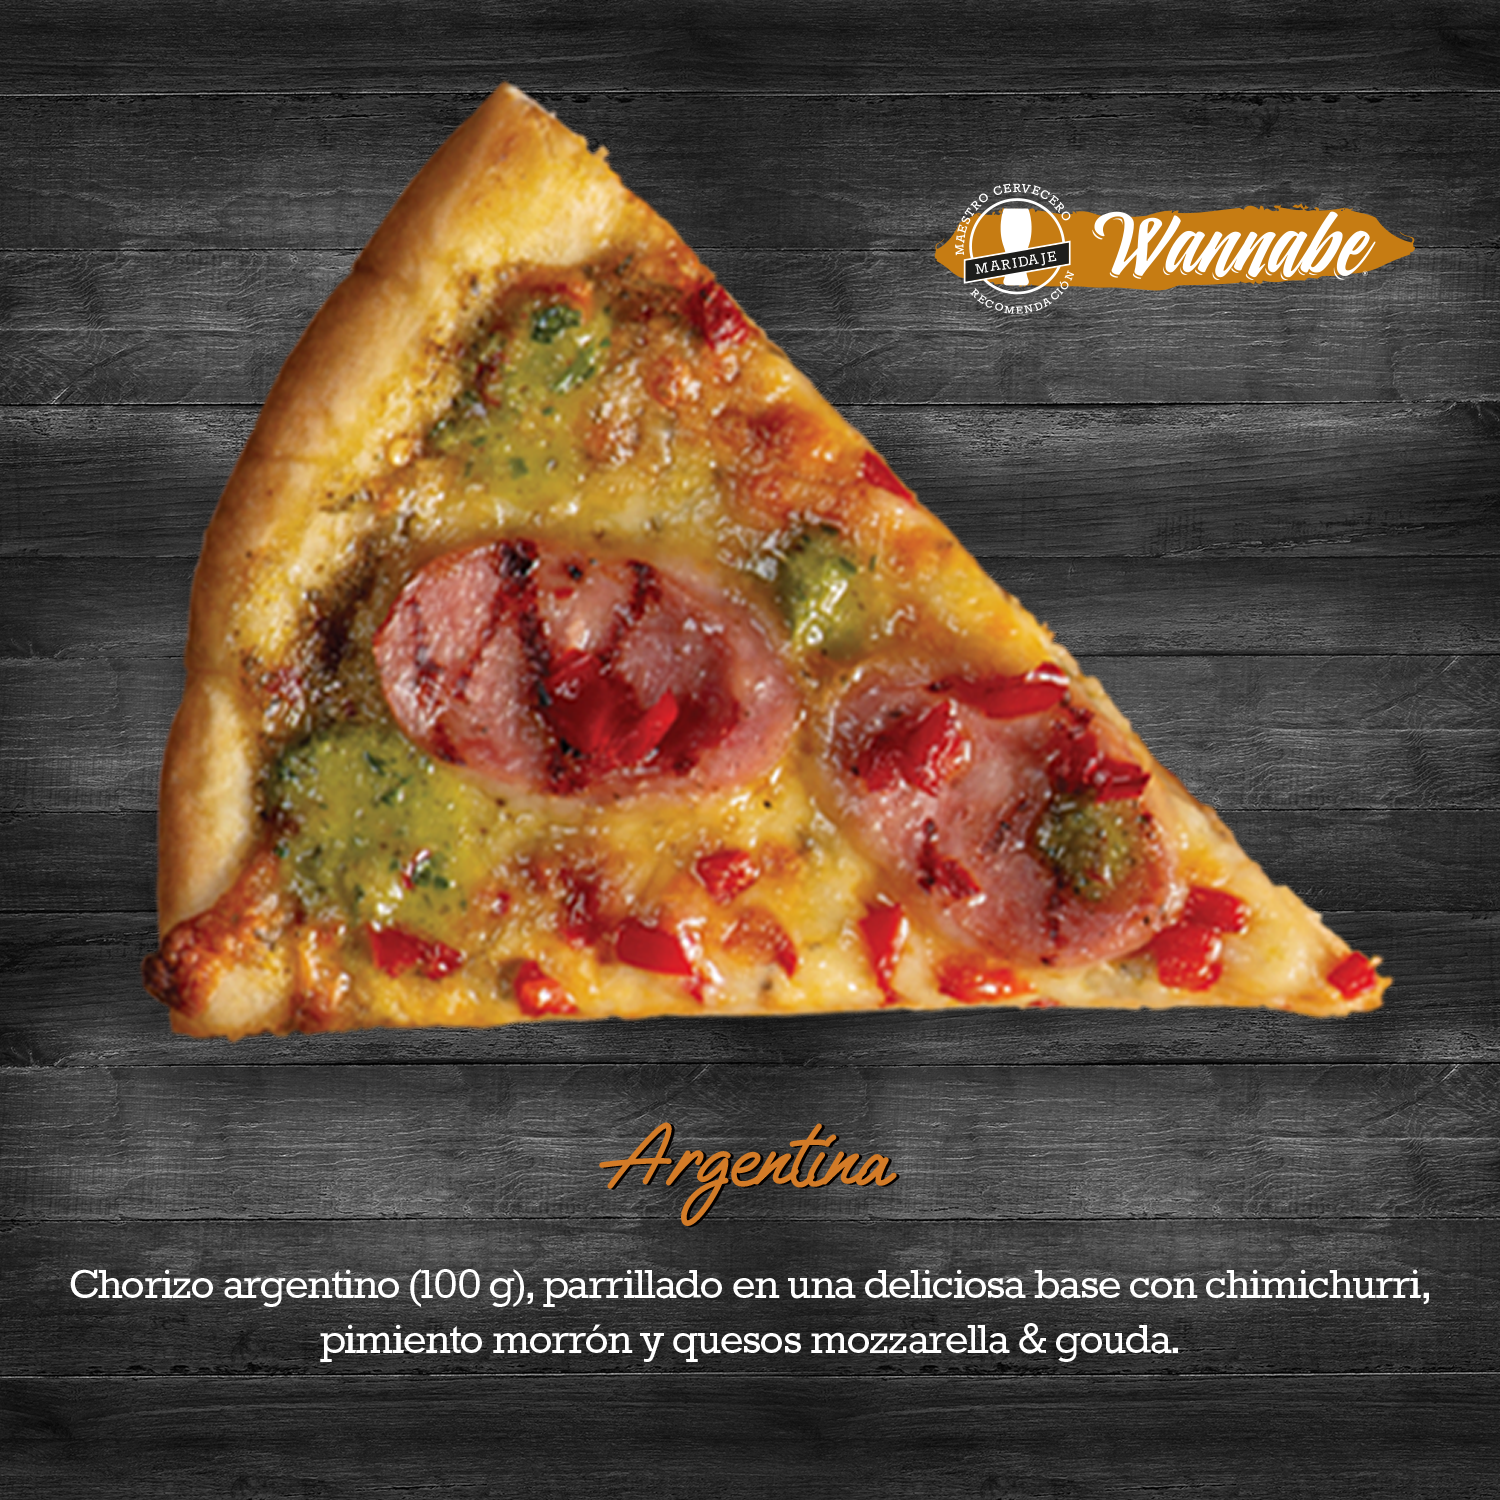 MAESTRO CERVECERO
MARIDAJE
RECOMENDACIÓN
Wannabe
Argentina
Chorizo argentino (100 g), parrillado en una deliciosa base con chimichurri,
pimiento morrón y quesos mozzarella & gouda.